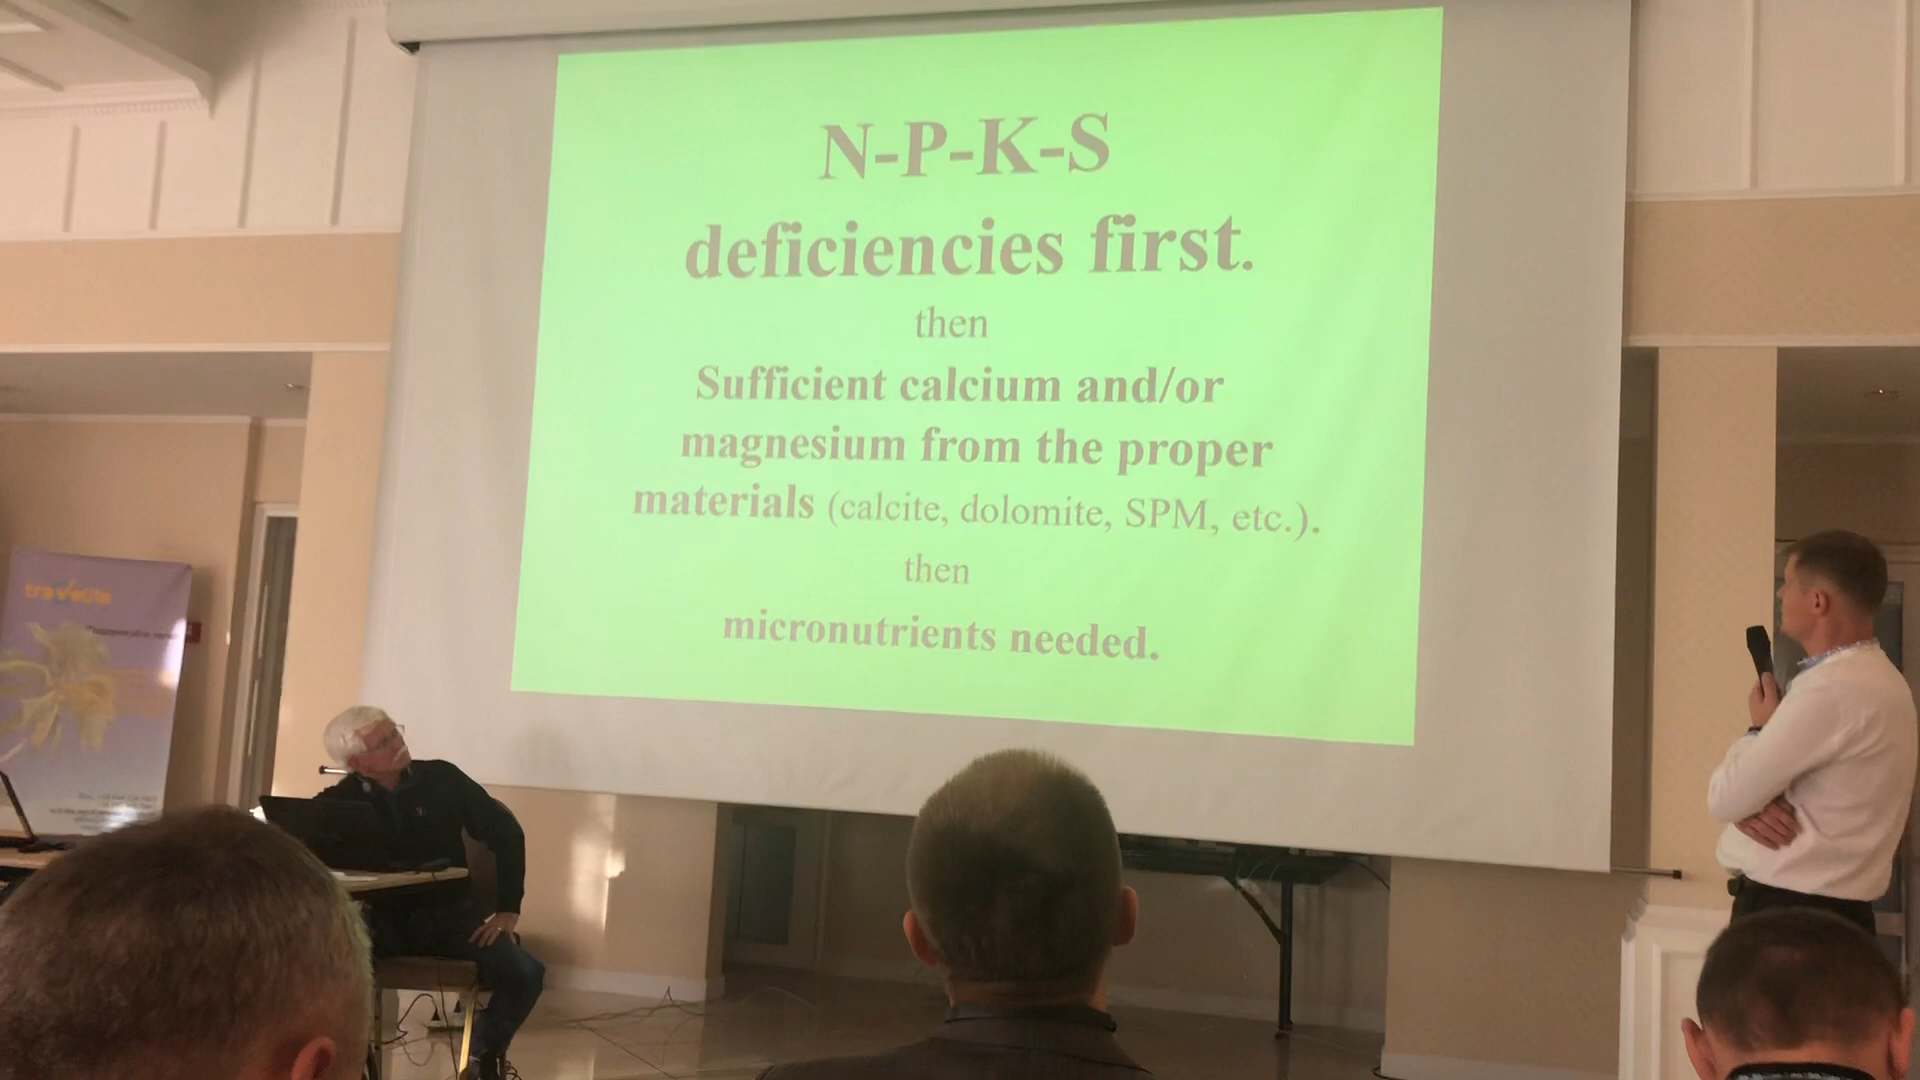 N-P-K-S
deficiencies first.
then
Sufficient calcium and/or
magnesium from the proper
materials (calcite, dolomite, SPM, etc.).
then
micronutrients needed.
travelite